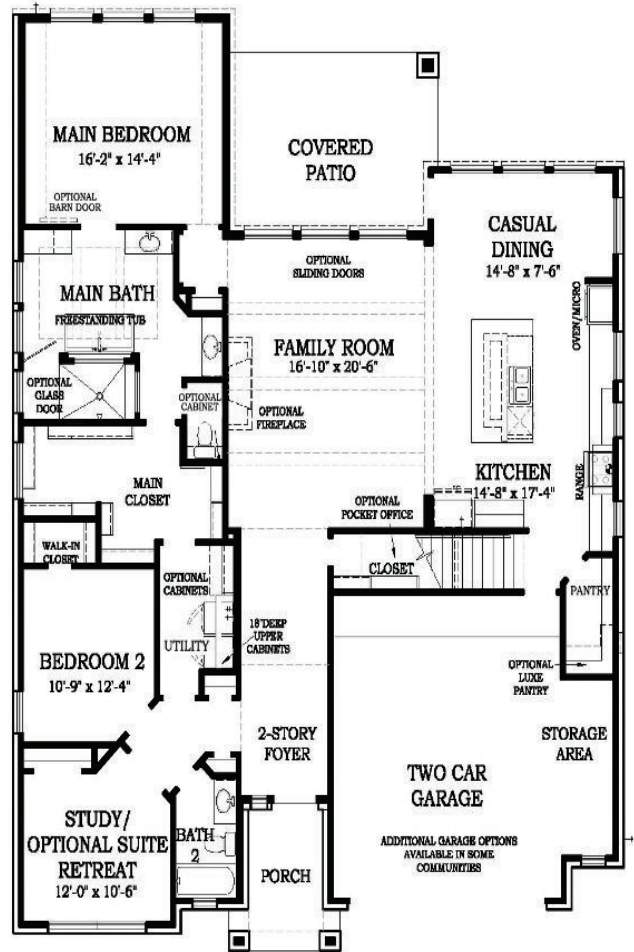 MAIN BEDROOM
16'-2" x 14'-4"
OPTIONAL
BARN DOOR
COVERED
PATIO
CASUAL
DINING
14'-8" x 7'-6"
OPTIONAL
SLIDING DOORS
MAIN BATH
FREESTANDING TUB
OVEN/MICRO
FAMILY ROOM
16'-10" x 20'-6"
OPTIONAL
GLASS
DOOR
OPTIONAL
CABINET
OPTIONAL
FIREPLACE
KITCHEN
14'-8" x 17'-4"
RANGE
MAIN
CLOSET
OPTIONAL
POCKET OFFICE
WALK-IN
CLOSET
CLOSET
OPTIONAL
CABINETS
PANTRY
UTILITY
18"DEEP
UPPER
CABINETS
BEDROOM 2
10'-9" x 12'-4"
OPTIONAL
LUXE
PANTRY
2-STORY
FOYER
STORAGE
AREA
TWO CAR
GARAGE
STUDY/
OPTIONAL SUITE
RETREAT
12'-0" x 10'-6"
BATH
2
ADDITIONAL GARAGE OPTIONS
AVAILABLE IN SOME
COMMUNITIES
PORCH